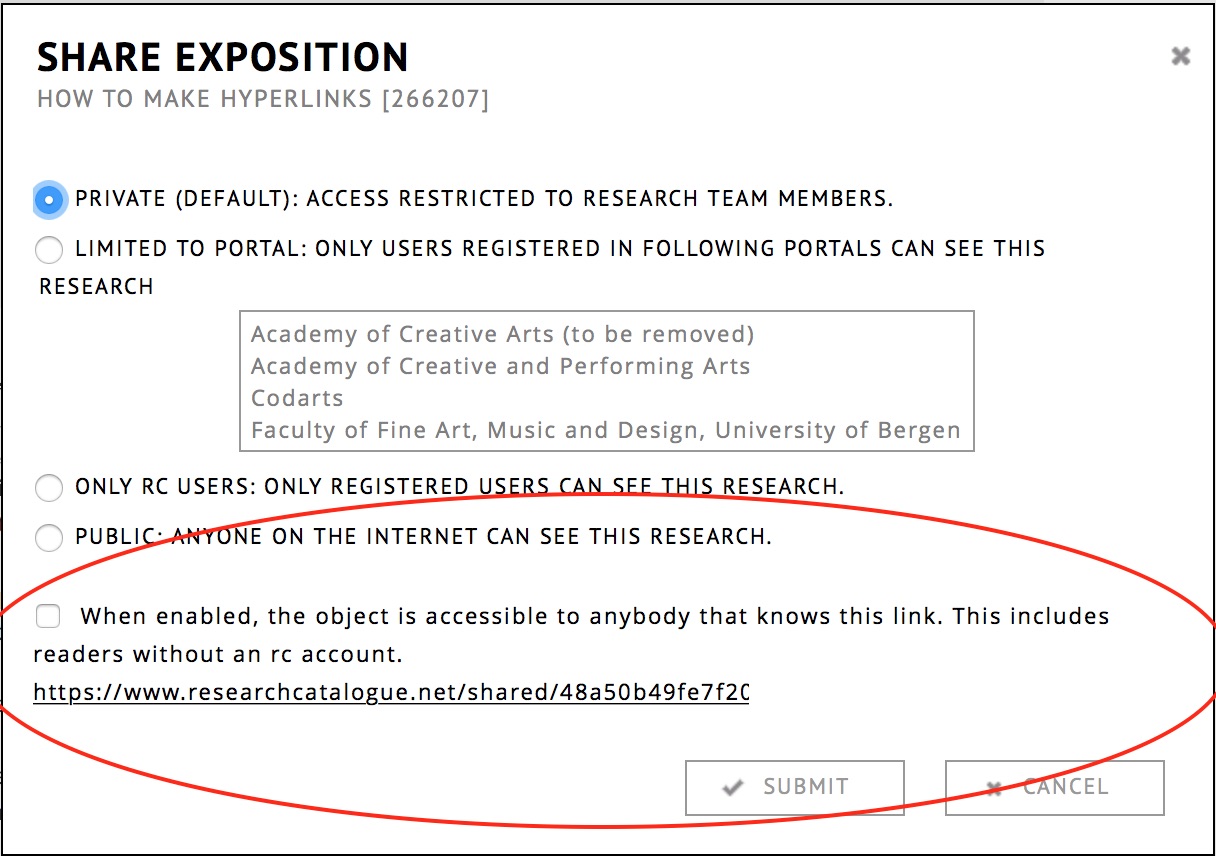 SHARE EXPOSITION
HOW TO MAKE HYPERLINKS [266207]
PRIVATE (DEFAULT): ACCESS RESTRICTED TO RESEARCH TEAM MEMBERS.
LIMITED TO PORTAL: ONLY USERS REGISTERED IN FOLLOWING PORTALS CAN SEE THIS
RESEARCH
Academy of Creative Arts (to be removed)
Academy of Creative and Performing Arts
Codarts
Faculty of Fine Art, Music and Design, University of Bergen
ONLY RC USERS: ONLY REGISTERED USERS CAN SEE THIS RESEARCH.
PUBLIC: ANYONE ON THE INTERNET CAN SEE THIS RESEARCH.
When enabled, the object is accessible to anybody that knows this link. This includes
readers without an rc account.
https://www.researchcatalogue.net/shared/48a50b49fe7f20
SUBMIT CANCEL